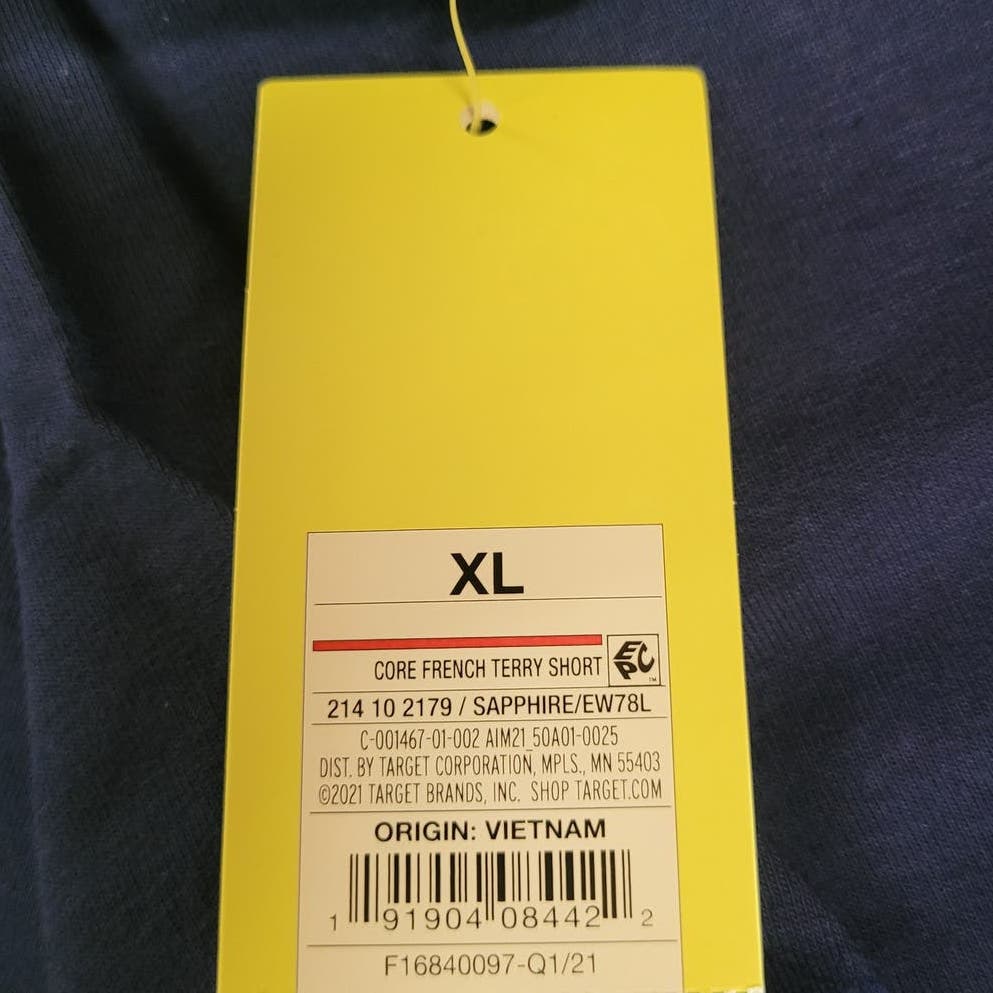 XL
CORE FRENCH TERRY SHORT
EPC ™
214 10 2179 / SAPPHIRE/EW78L
C-001467-01-002 AIM21_50A01-0025
DIST. BY TARGET CORPORATION, MPLS., MN 55403
©2021 TARGET BRANDS, INC. SHOP TARGET.COM
ORIGIN: VIETNAM
1 91904 08442 2
F16840097-Q1/21